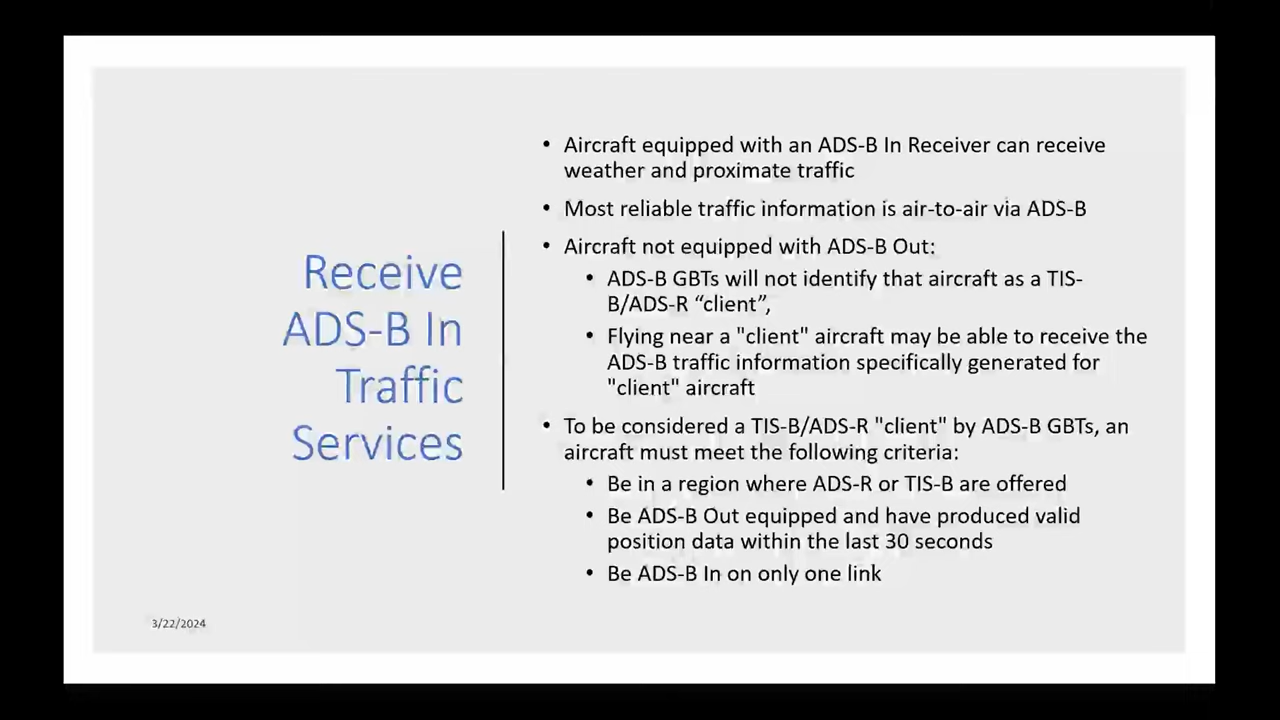 Receive
ADS-B In
Traffic
Services
• Aircraft equipped with an ADS-B In Receiver can receive
weather and proximate traffic
• Most reliable traffic information is air-to-air via ADS-B
• Aircraft not equipped with ADS-B Out:
• ADS-B GBTs will not identify that aircraft as a TIS-
B/ADS-R “client”,
• Flying near a "client" aircraft may be able to receive the
ADS-B traffic information specifically generated for
"client" aircraft
• To be considered a TIS-B/ADS-R "client" by ADS-B GBTs, an
aircraft must meet the following criteria:
• Be in a region where ADS-R or TIS-B are offered
• Be ADS-B Out equipped and have produced valid
position data within the last 30 seconds
• Be ADS-B In on only one link
3/22/2024